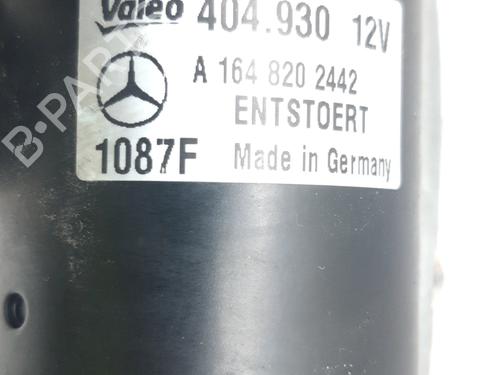 Valeo 404.930 12V
A 164 820 2442
ENTSTOERT
1087F Made in Germany
B-PARTS